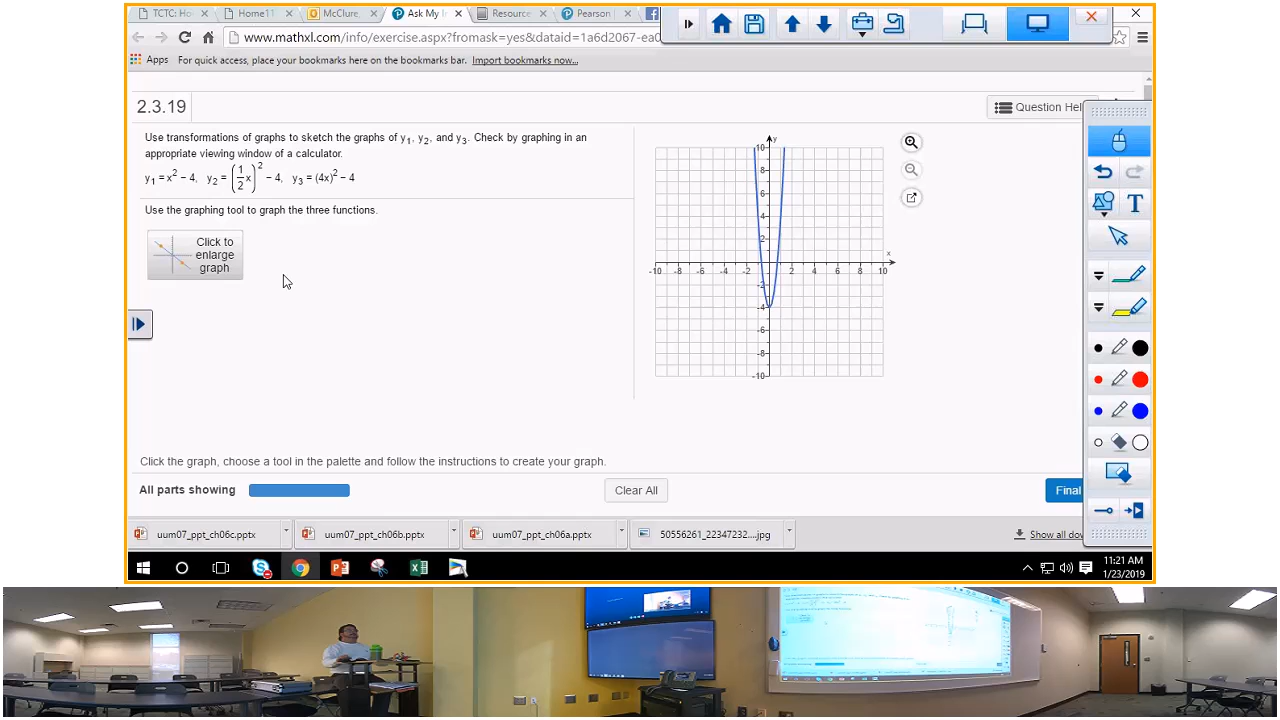 TCTC: Ho
Home11
McClure,
Ask My I
Resource
Pearson
www.mathxl.com/info/exercise.aspx?fromask=yes&dataid=1a6d2067-ea0
Apps For quick access, place your bookmarks here on the bookmarks bar. Import bookmarks now...
2.3.19
Question Hel
Use transformations of graphs to sketch the graphs of y₁, y₂, and y₃. Check by graphing in an
appropriate viewing window of a calculator.
y₁ = x² − 4, y₂ = (1/2 x)² − 4, y₃ = (4x)² − 4
Use the graphing tool to graph the three functions.
Click to
enlarge
graph
y
10
8
6
4
2
x
-10 -8 -6 -4 -2 2 4 6 8 10
-2
-4
-6
-8
-10
T
Click the graph, choose a tool in the palette and follow the instructions to create your graph.
All parts showing
Clear All
Final
uum07_ppt_ch06c.pptx
uum07_ppt_ch06b.pptx
uum07_ppt_ch06a.pptx
50556261_22347232....jpg
Show all dow
11:21 AM
1/23/2019